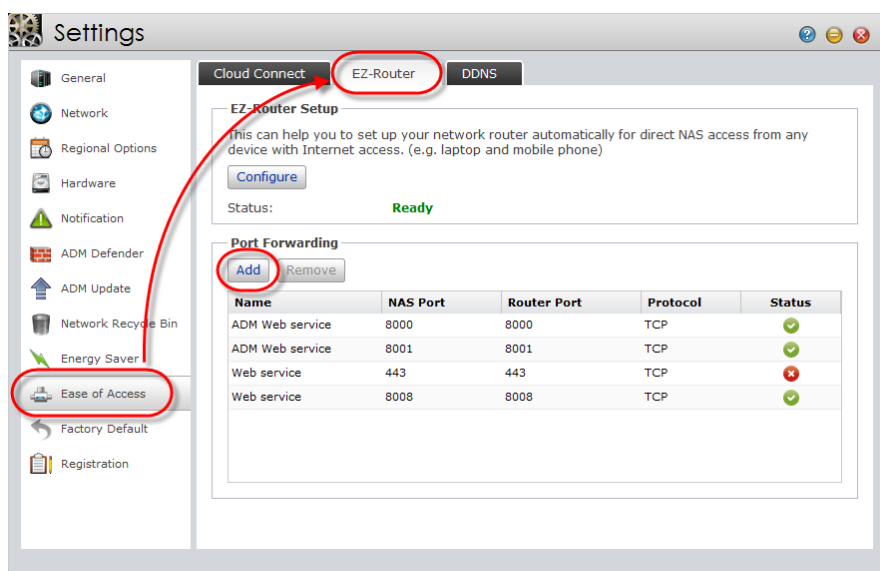 Settings
General
Network
Regional Options
Hardware
Notification
ADM Defender
ADM Update
Network Recycle Bin
Energy Saver
Ease of Access
Factory Default
Registration
Cloud Connect EZ-Router DDNS
EZ-Router Setup
This can help you to set up your network router automatically for direct NAS access from any
device with Internet access. (e.g. laptop and mobile phone)
Configure
Status: Ready
Port Forwarding
Add Remove
Name NAS Port Router Port Protocol Status
ADM Web service 8000 8000 TCP
ADM Web service 8001 8001 TCP
Web service 443 443 TCP
Web service 8008 8008 TCP